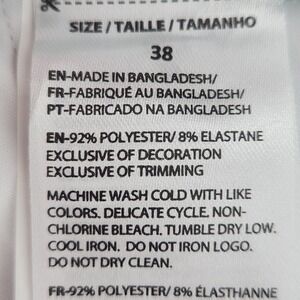 SIZE / TAILLE / TAMANHO
38
EN-MADE IN BANGLADESH/
FR-FABRIQUÉ AU BANGLADESH/
PT-FABRICADO NA BANGLADESH
EN-92% POLYESTER/ 8% ELASTANE
EXCLUSIVE OF DECORATION
EXCLUSIVE OF TRIMMING
MACHINE WASH COLD WITH LIKE
COLORS. DELICATE CYCLE. NON-
CHLORINE BLEACH. TUMBLE DRY LOW.
COOL IRON. DO NOT IRON LOGO.
DO NOT DRY CLEAN.
FR-92% POLYESTER/ 8% ÉLASTHANNE